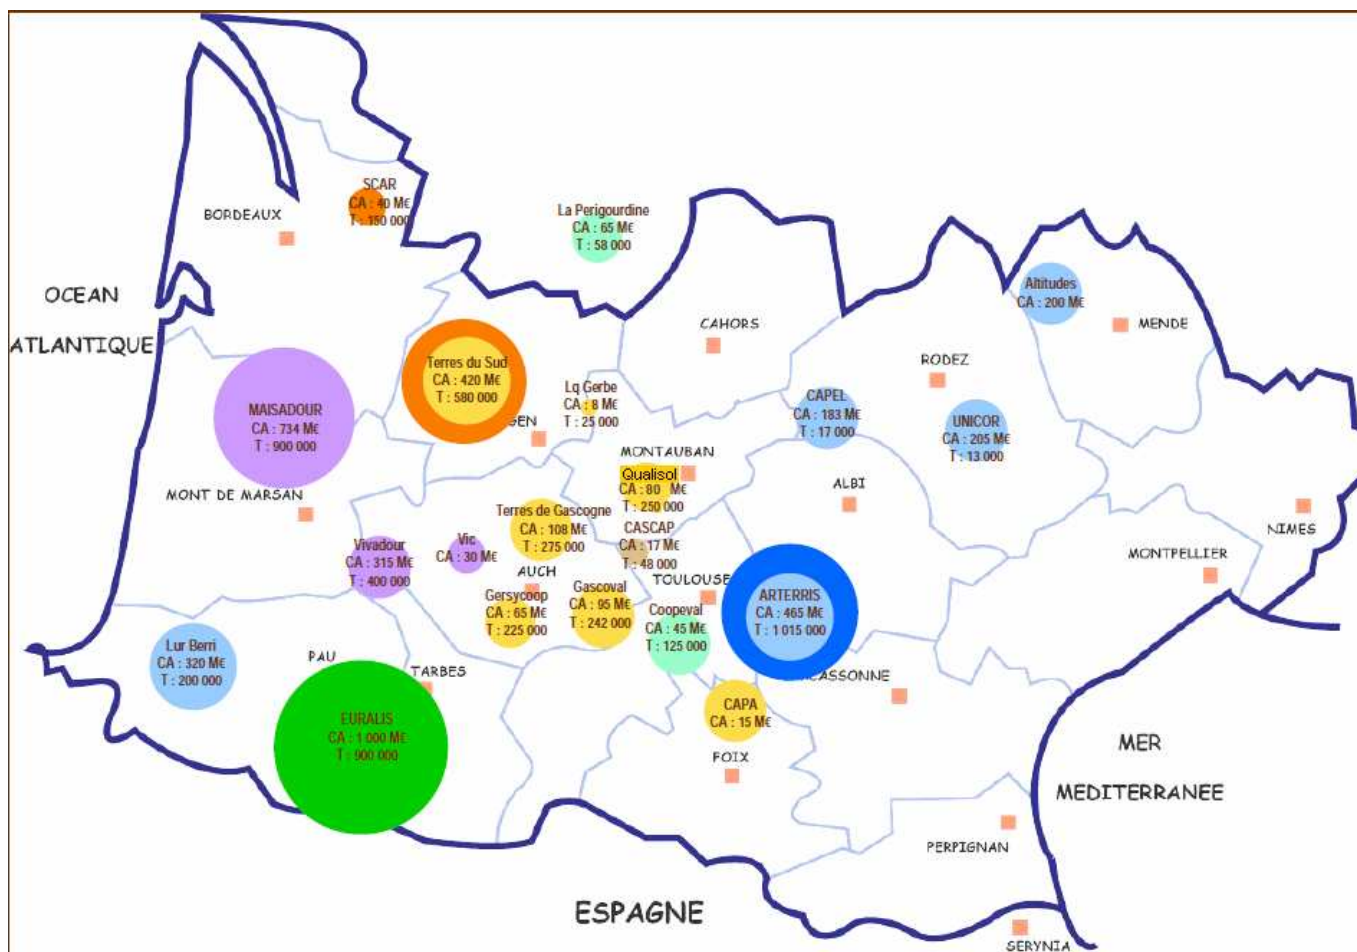 SCAR
CA : 40 M€
T : 150 000
BORDEAUX
La Perigourdine
CA : 65 M€
T : 58 000
OCEAN
ATLANTIQUE
Altitudes
CA : 200 M€
MENDE
CAHORS
RODEZ
Terres du Sud
CA : 420 M€
T : 580 000
GEN
Lq Gerbe
CA : 8 M€
T : 25 000
MAISADOUR
CA : 734 M€
T : 900 000
CAPEL
CA : 183 M€
T : 17 000
UNICOR
CA : 205 M€
T : 13 000
MONTAUBAN
Qualisol
CA : 80 M€
T : 250 000
ALBI
MONT DE MARSAN
NIMES
Terres de Gascogne
CA : 108 M€
T : 275 000
CASCAP
CA : 17 M€
T : 48 000
Vivadour
CA : 315 M€
T : 400 000
Vic
CA : 30 M€
AUCH
TOULOUSE
MONTPELLIER
Gersycoop
CA : 65 M€
T : 225 000
Gascoval
CA : 95 M€
T : 242 000
Coopeval
CA : 45 M€
T : 125 000
ARTERRIS
CA : 465 M€
T : 1 015 000
Lur Berri
CA : 320 M€
T : 200 000
PAU
TARBES
CASSONNE
EURALIS
CA : 1 000 M€
T : 900 000
CAPA
CA : 15 M€
FOIX
MER
MEDITERRANEE
PERPIGNAN
ESPAGNE
SERYNIA